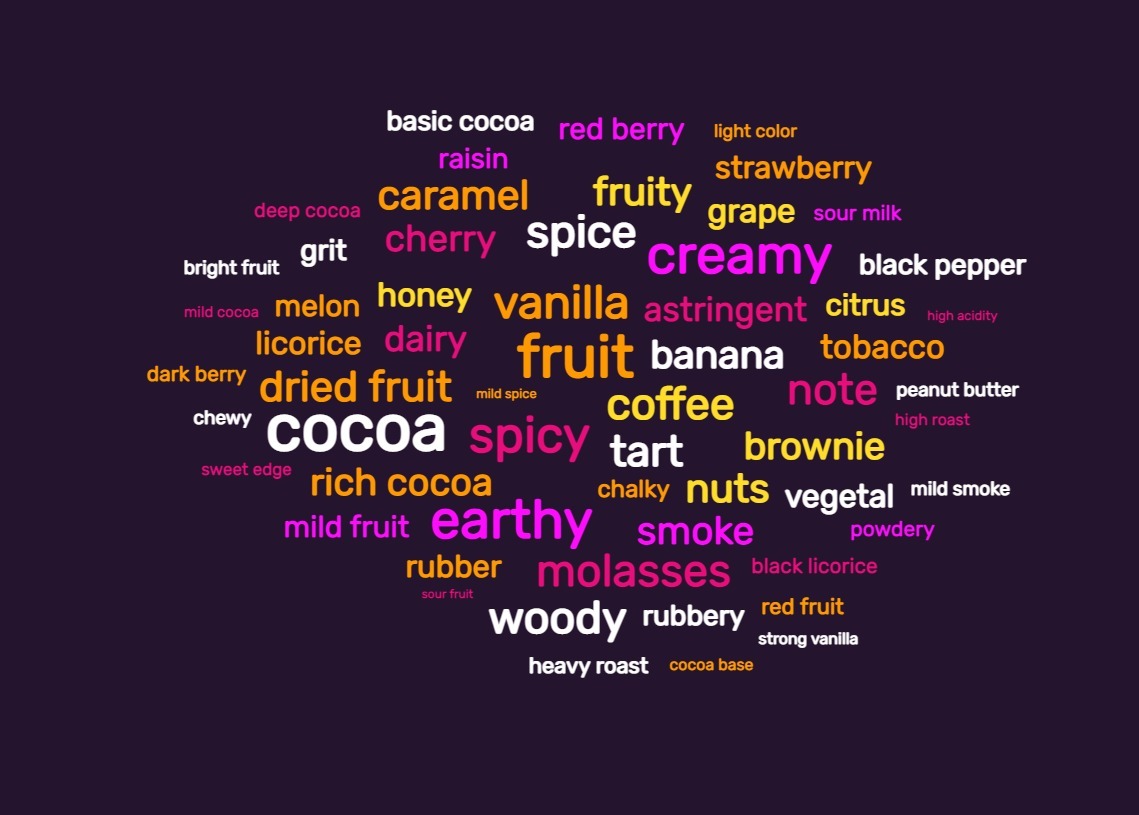 basic cocoa
red berry
light color
raisin
strawberry
caramel
fruity
deep cocoa
grape
sour milk
cherry
spice
grit
creamy
bright fruit
black pepper
mild cocoa
melon
honey
vanilla
astringent
citrus
high acidity
licorice
dairy
fruit
banana
tobacco
dark berry
dried fruit
mild spice
coffee
note
peanut butter
chewy
cocoa
spicy
tart
brownie
high roast
sweet edge
rich cocoa
chalky
nuts
vegetal
mild smoke
mild fruit
earthy
smoke
powdery
rubber
molasses
black licorice
sour fruit
woody
rubbery
red fruit
strong vanilla
heavy roast
cocoa base